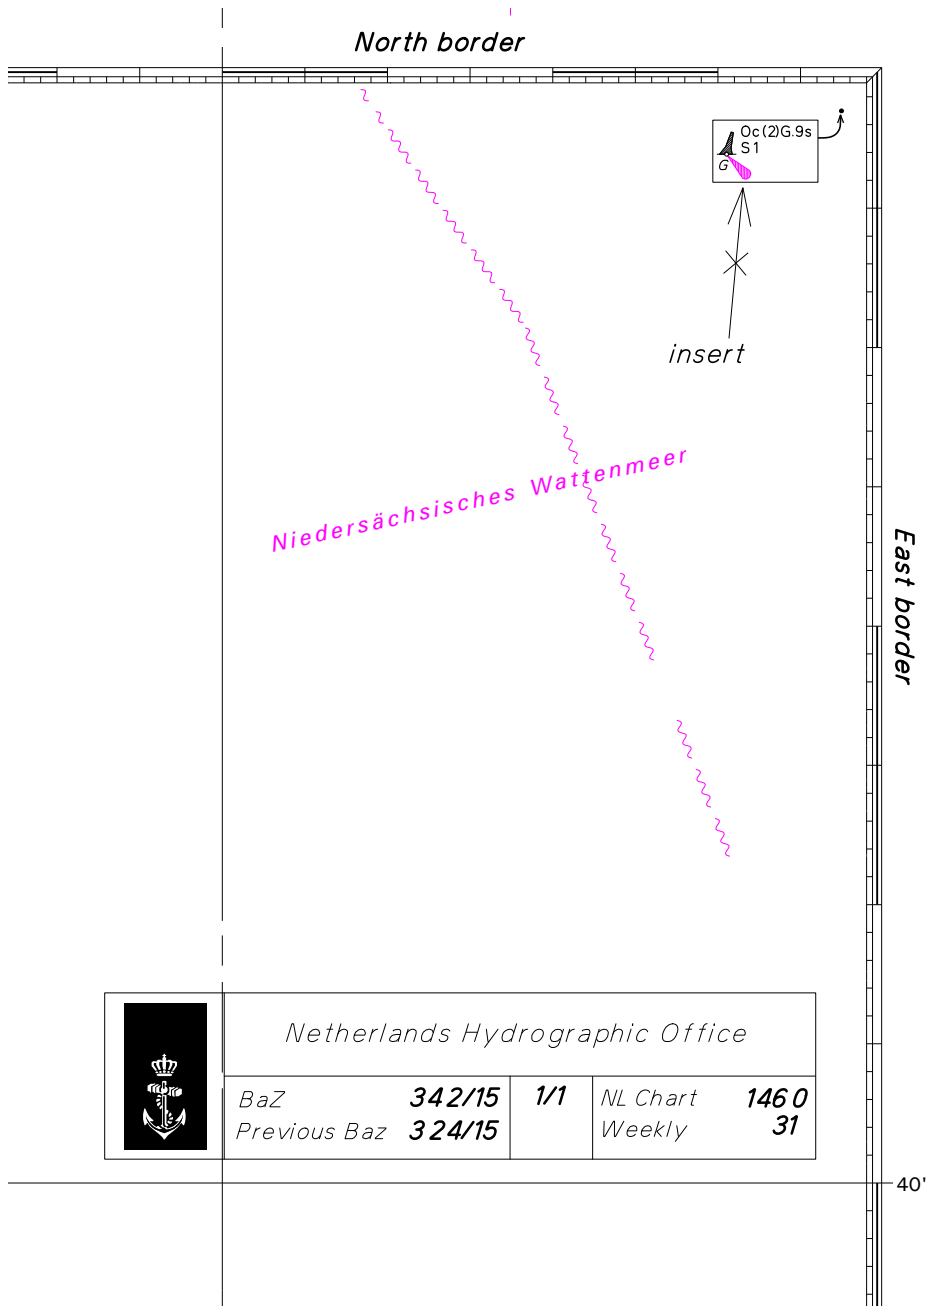 North border
Oc(2)G.9s
S1
G
insert
Niedersächsisches Wattenmeer
East border
Netherlands Hydrographic Office
BaZ 342/15 1/1 NL Chart 1460
Previous Baz 324/15 Weekly 31
40'